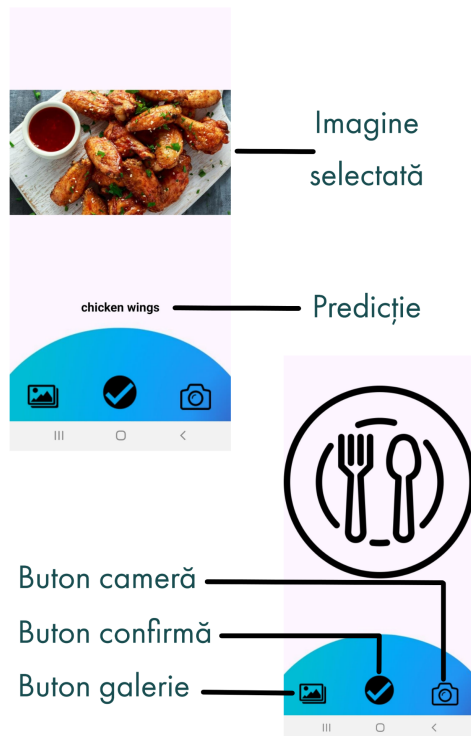 Imagine
selectată
chicken wings
Predicție
Buton cameră
Buton confirmă
Buton galerie